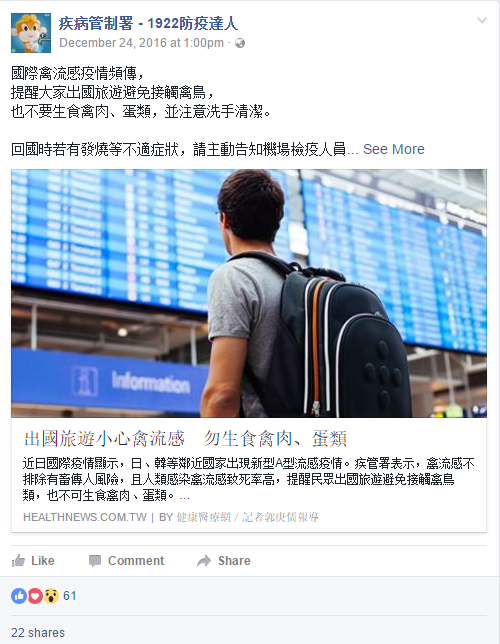 疾病管制署 - 1922防疫達人
December 24, 2016 at 1:00pm ·
國際禽流感疫情頻傳，
提醒大家出國旅遊避免接觸禽鳥，
也不要生食禽肉、蛋類，並注意洗手清潔。
回國時若有發燒等不適症狀，請主動告知機場檢疫人員... See More
Information
出國旅遊小心禽流感　勿生食禽肉、蛋類
近日國際疫情顯示，日、韓等鄰近國家出現新型A型流感疫情。疾管署表示，禽流感不
排除有畜傳人風險，且人類感染禽流感致死率高，提醒民眾出國旅遊避免接觸禽鳥
類，也不可生食禽肉、蛋類。...
HEALTHNEWS.COM.TW | BY 健康醫療網／記者郭庚儒報導
Like Comment Share
61
22 shares